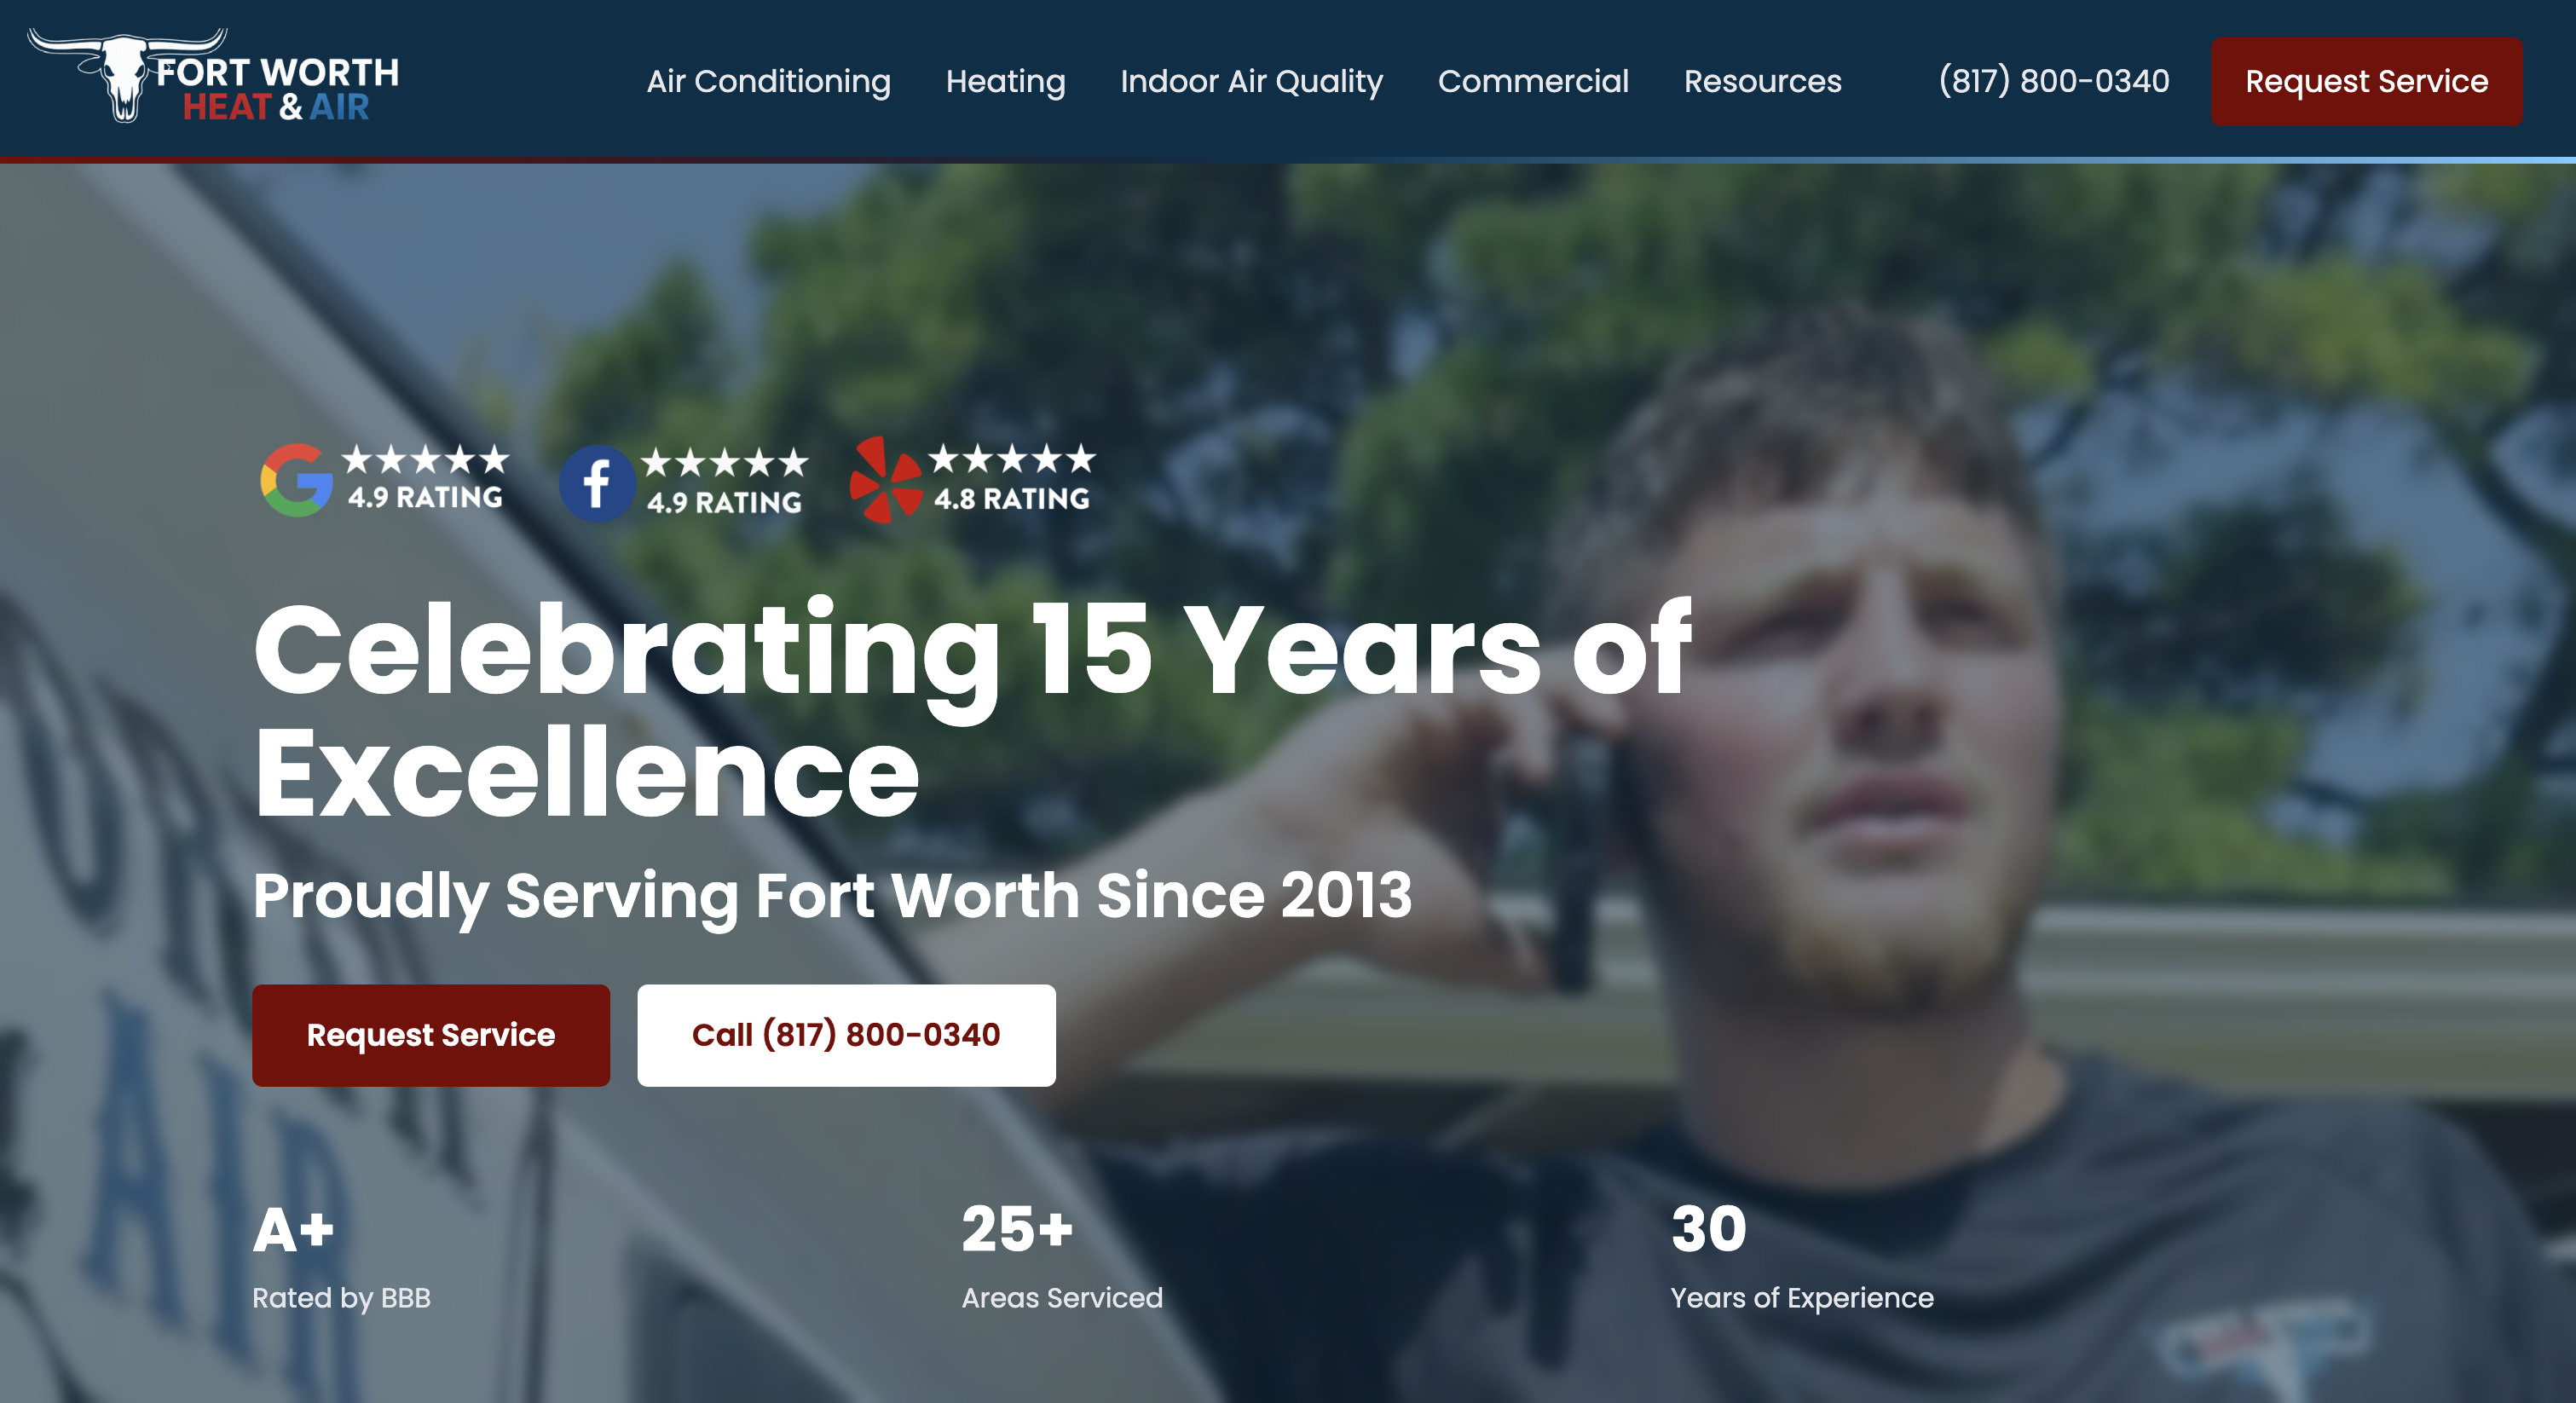 FORT WORTH
HEAT & AIR
Air Conditioning
Heating
Indoor Air Quality
Commercial
Resources
(817) 800-0340
Request Service
4.9 RATING
4.9 RATING
4.8 RATING
Celebrating 15 Years of
Excellence
Proudly Serving Fort Worth Since 2013
Request Service
Call (817) 800-0340
A+
Rated by BBB
25+
Areas Serviced
30
Years of Experience
AIR